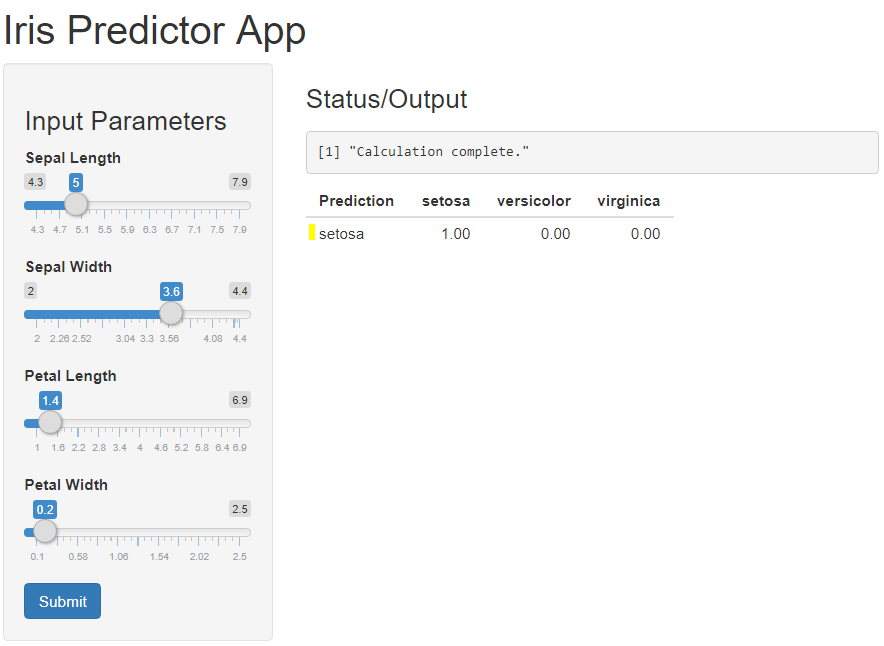 Iris Predictor App
Input Parameters
Sepal Length
4.3 5 7.9
4.3 4.7 5.1 5.5 5.9 6.3 6.7 7.1 7.5 7.9
Sepal Width
2 3.6 4.4
2 2.26 2.52 3.04 3.3 3.56 4.08 4.4
Petal Length
1.4 6.9
1 1.6 2.2 2.8 3.4 4 4.6 5.2 5.8 6.4 6.9
Petal Width
0.2 2.5
0.1 0.58 1.06 1.54 2.02 2.5
Submit
Status/Output
[1] "Calculation complete."
Prediction setosa versicolor virginica
setosa 1.00 0.00 0.00